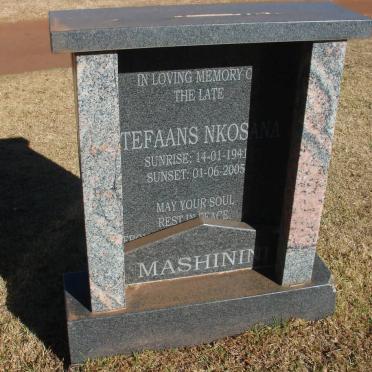 IN LOVING MEMORY O
THE LATE
TEFAANS NKOSANA
SUNRISE: 14-01-194
SUNSET: 01-06-2005
MAY YOUR SOUL
REST IN PEACE
MASHININI